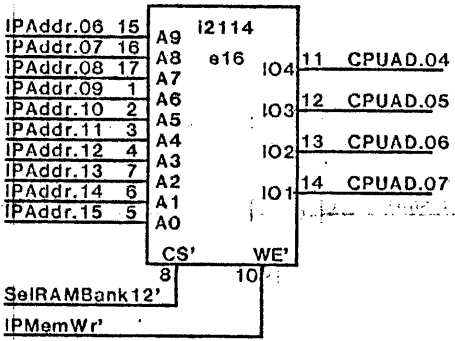 IPAddr.06 15 A9 i2114
IPAddr.07 16 A8 e16 IO4 11 CPUAD.04
IPAddr.08 17 A7
IPAddr.09 1 A6 IO3 12 CPUAD.05
IPAddr.10 2 A5
IPAddr.11 3 A4 IO2 13 CPUAD.06
IPAddr.12 4 A3
IPAddr.13 7 A2 IO1 14 CPUAD.07
IPAddr.14 6 A1
IPAddr.15 5 A0
CS' WE'
8 10
SelRAMBank12'
IPMemWr'